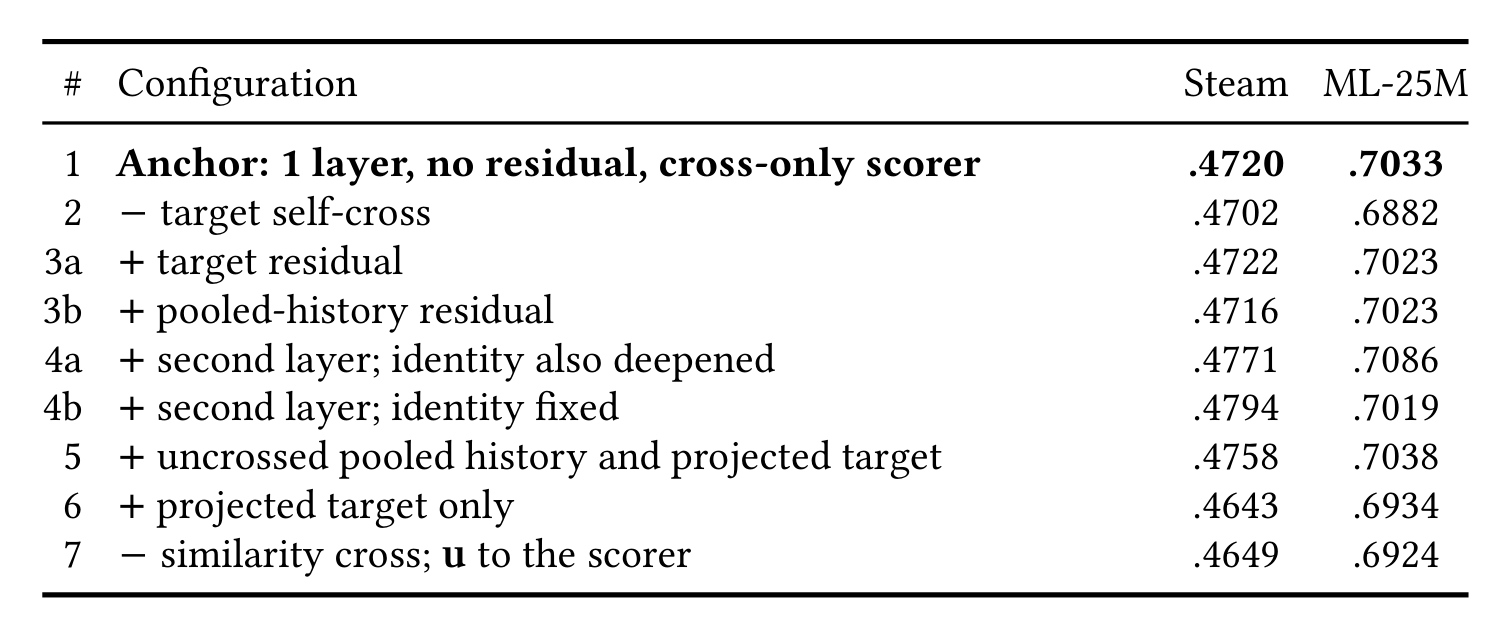 # Configuration Steam ML-25M
1 Anchor: 1 layer, no residual, cross-only scorer .4720 .7033
2 − target self-cross .4702 .6882
3a + target residual .4722 .7023
3b + pooled-history residual .4716 .7023
4a + second layer; identity also deepened .4771 .7086
4b + second layer; identity fixed .4794 .7019
5 + uncrossed pooled history and projected target .4758 .7038
6 + projected target only .4643 .6934
7 − similarity cross; u to the scorer .4649 .6924